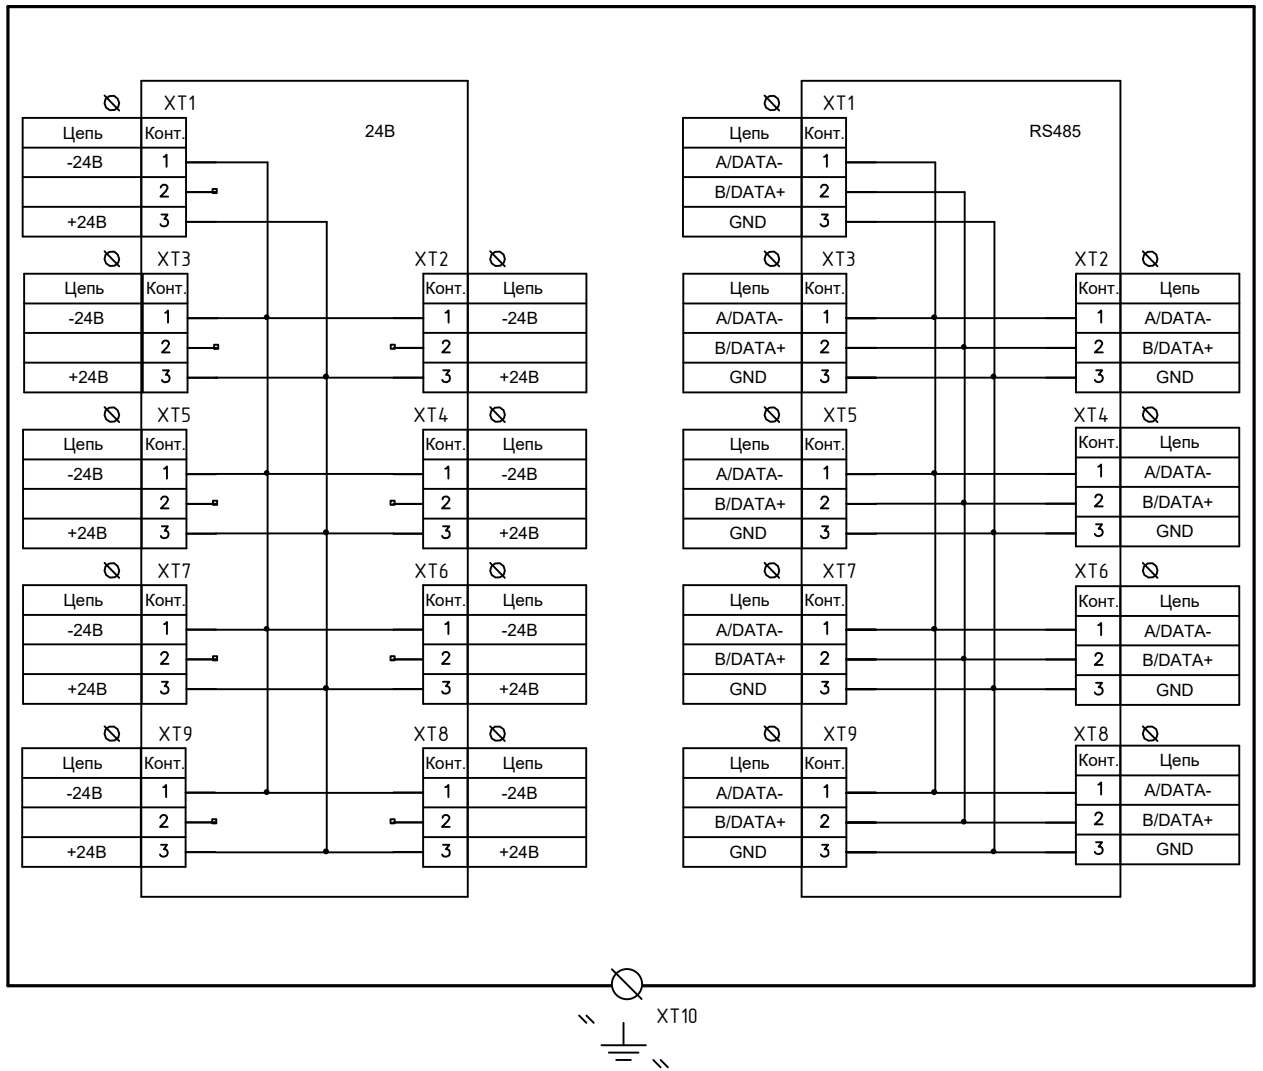 XT1
Цепь Конт.
24В
-24В 1
2
+24В 3
XT3
Цепь Конт.
-24В 1
2
+24В 3
XT2
Конт. Цепь
1 -24В
2
3 +24В
XT5
Цепь Конт.
-24В 1
2
+24В 3
XT4
Конт. Цепь
1 -24В
2
3 +24В
XT7
Цепь Конт.
-24В 1
2
+24В 3
XT6
Конт. Цепь
1 -24В
2
3 +24В
XT9
Цепь Конт.
-24В 1
2
+24В 3
XT8
Конт. Цепь
1 -24В
2
3 +24В
XT1
Цепь Конт.
RS485
A/DATA- 1
B/DATA+ 2
GND 3
XT3
Цепь Конт.
A/DATA- 1
B/DATA+ 2
GND 3
XT2
Конт. Цепь
1 A/DATA-
2 B/DATA+
3 GND
XT5
Цепь Конт.
A/DATA- 1
B/DATA+ 2
GND 3
XT4
Конт. Цепь
1 A/DATA-
2 B/DATA+
3 GND
XT7
Цепь Конт.
A/DATA- 1
B/DATA+ 2
GND 3
XT6
Конт. Цепь
1 A/DATA-
2 B/DATA+
3 GND
XT9
Цепь Конт.
A/DATA- 1
B/DATA+ 2
GND 3
XT8
Конт. Цепь
1 A/DATA-
2 B/DATA+
3 GND
XT10